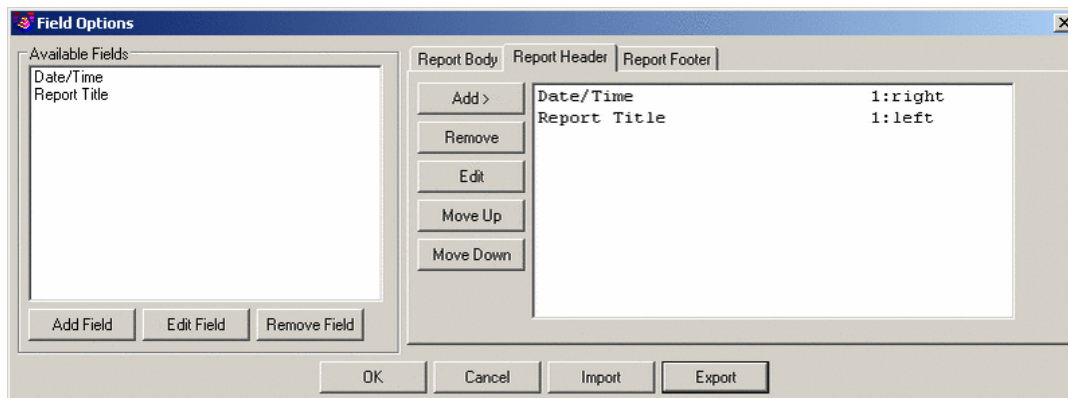 Field Options
Available Fields
Date/Time
Report Title
Add Field Edit Field Remove Field
Report Body Report Header Report Footer
Add >
Remove
Edit
Move Up
Move Down
Date/Time 1:right
Report Title 1:left
OK Cancel Import Export